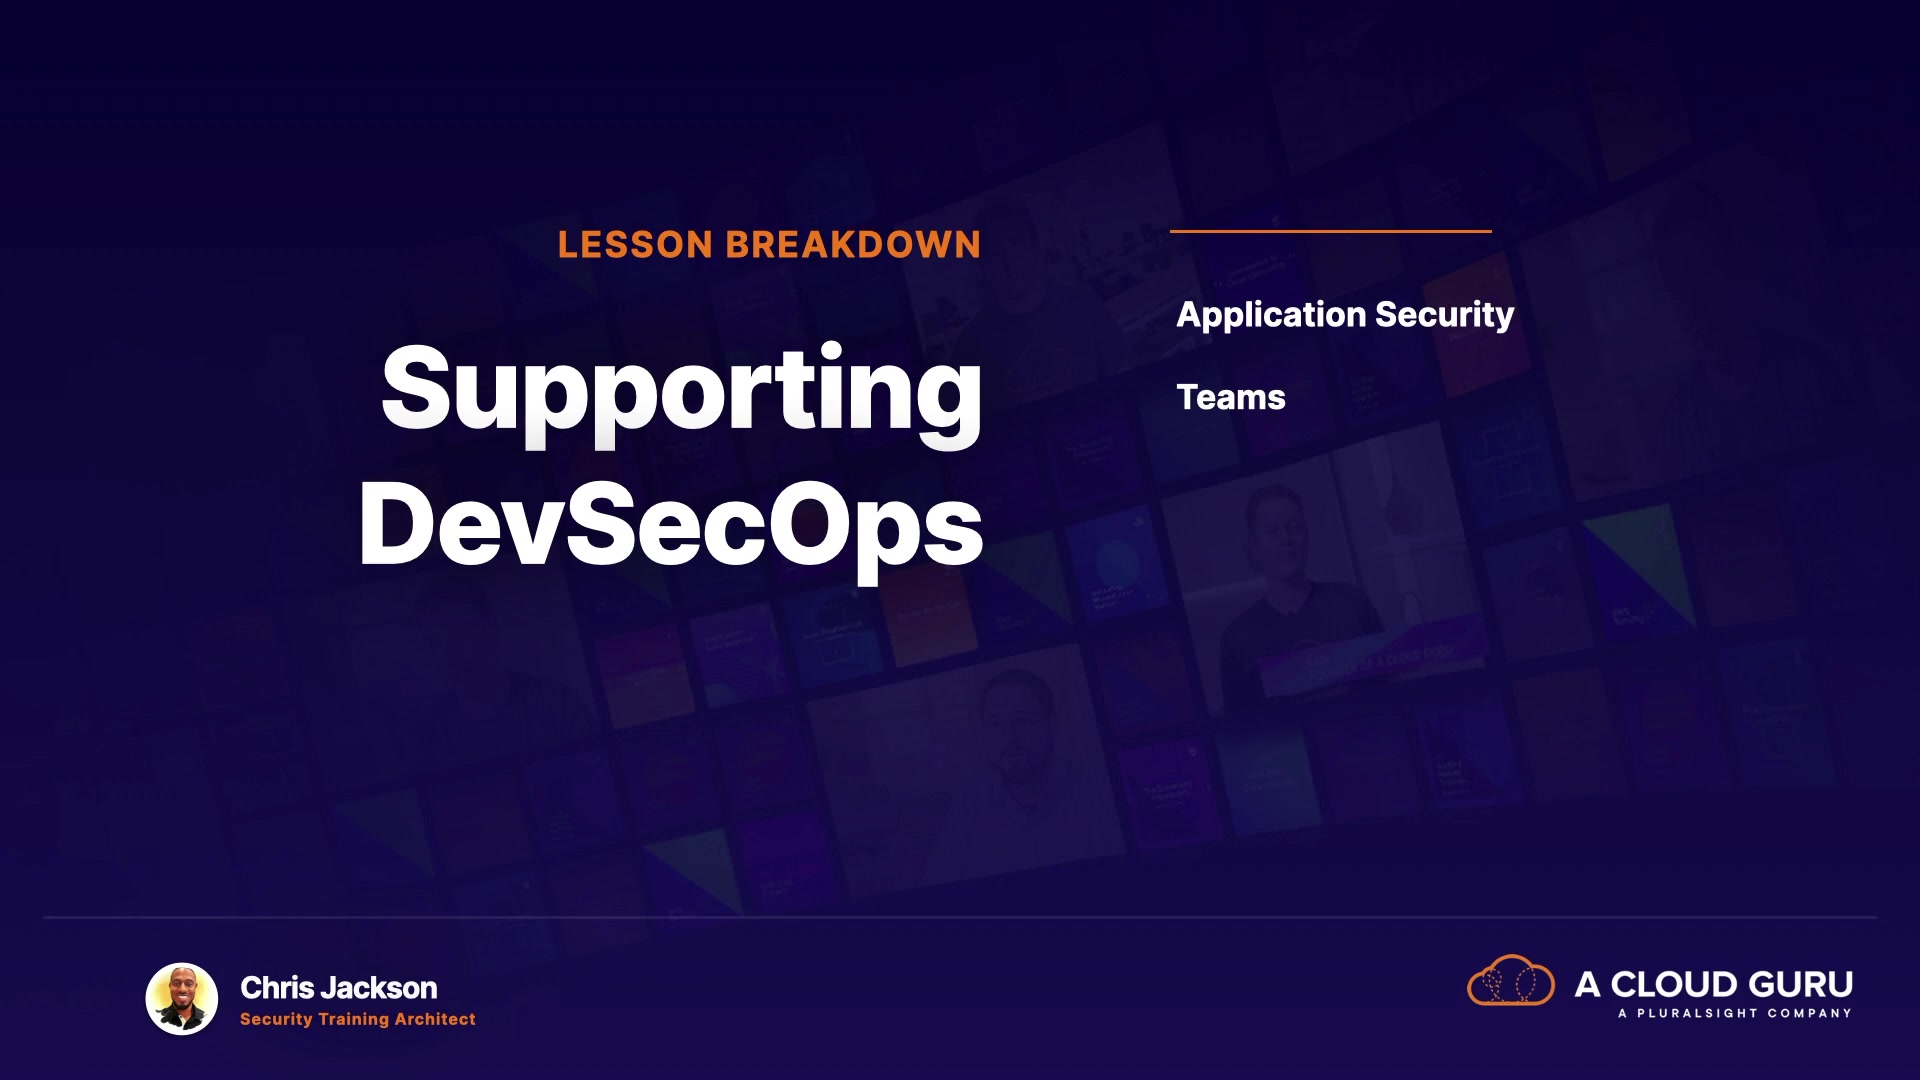 LESSON BREAKDOWN
Supporting
DevSecOps
Application Security
Teams
Chris Jackson
Security Training Architect
A CLOUD GURU
A PLURALSIGHT COMPANY